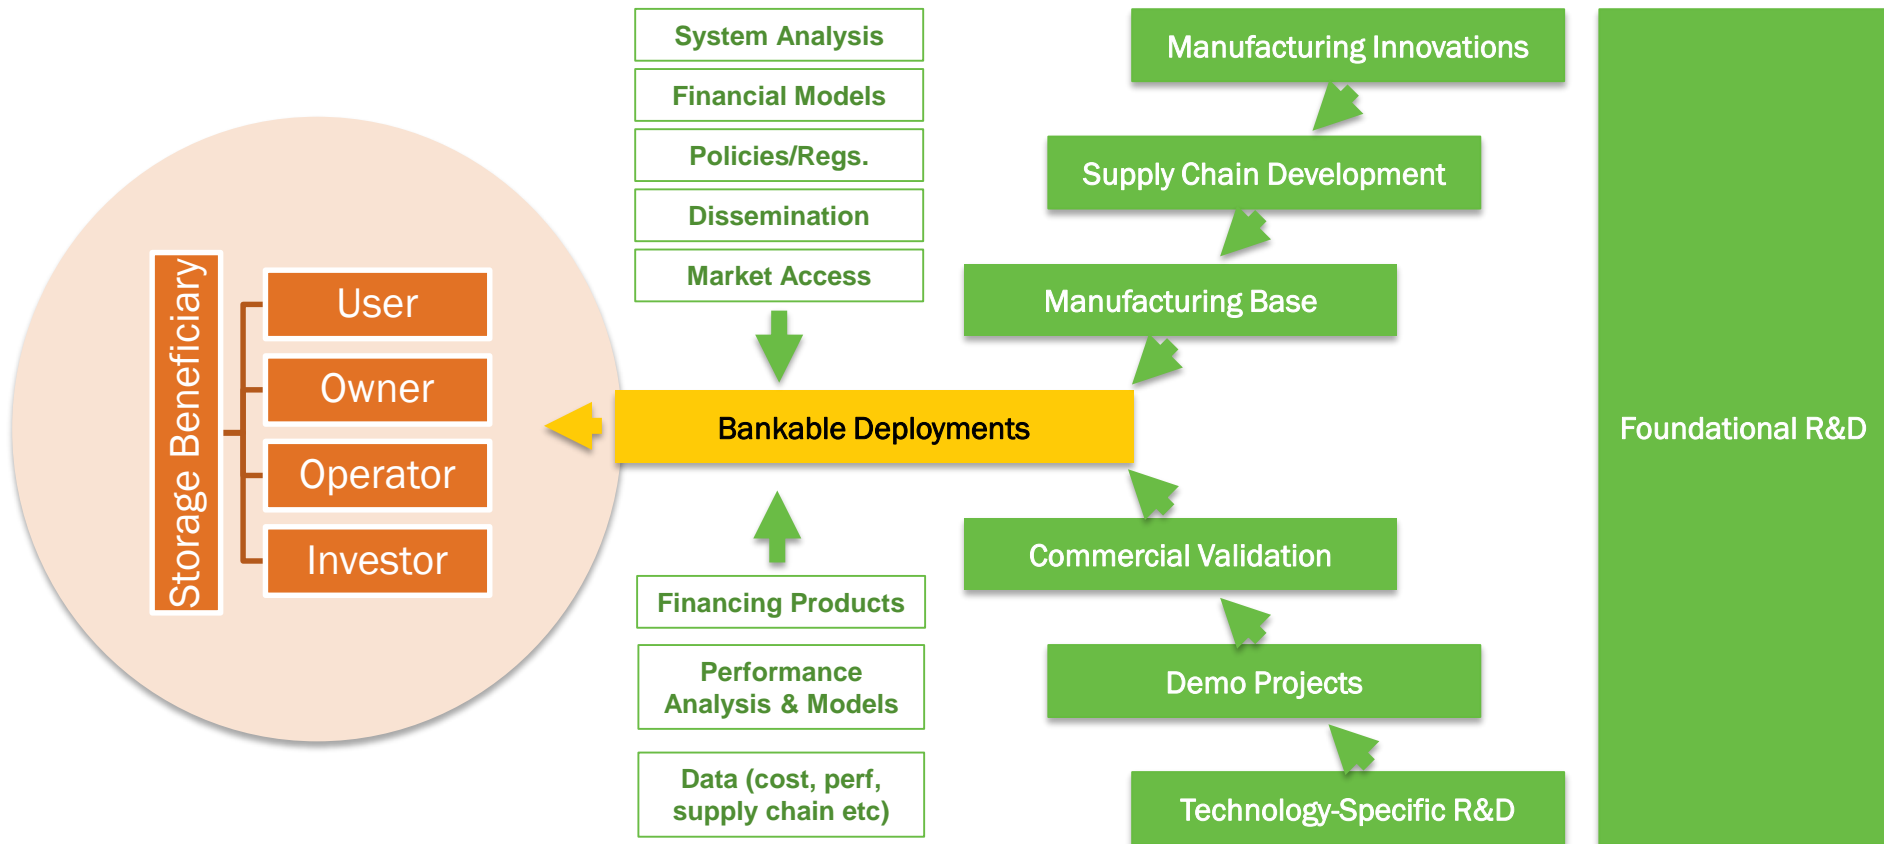 Storage Beneficiary
User
Owner
Operator
Investor
System Analysis
Financial Models
Policies/Regs.
Dissemination
Market Access
Bankable Deployments
Financing Products
Performance
Analysis & Models
Data (cost, perf,
supply chain etc)
Manufacturing Innovations
Supply Chain Development
Manufacturing Base
Commercial Validation
Demo Projects
Technology-Specific R&D
Foundational R&D